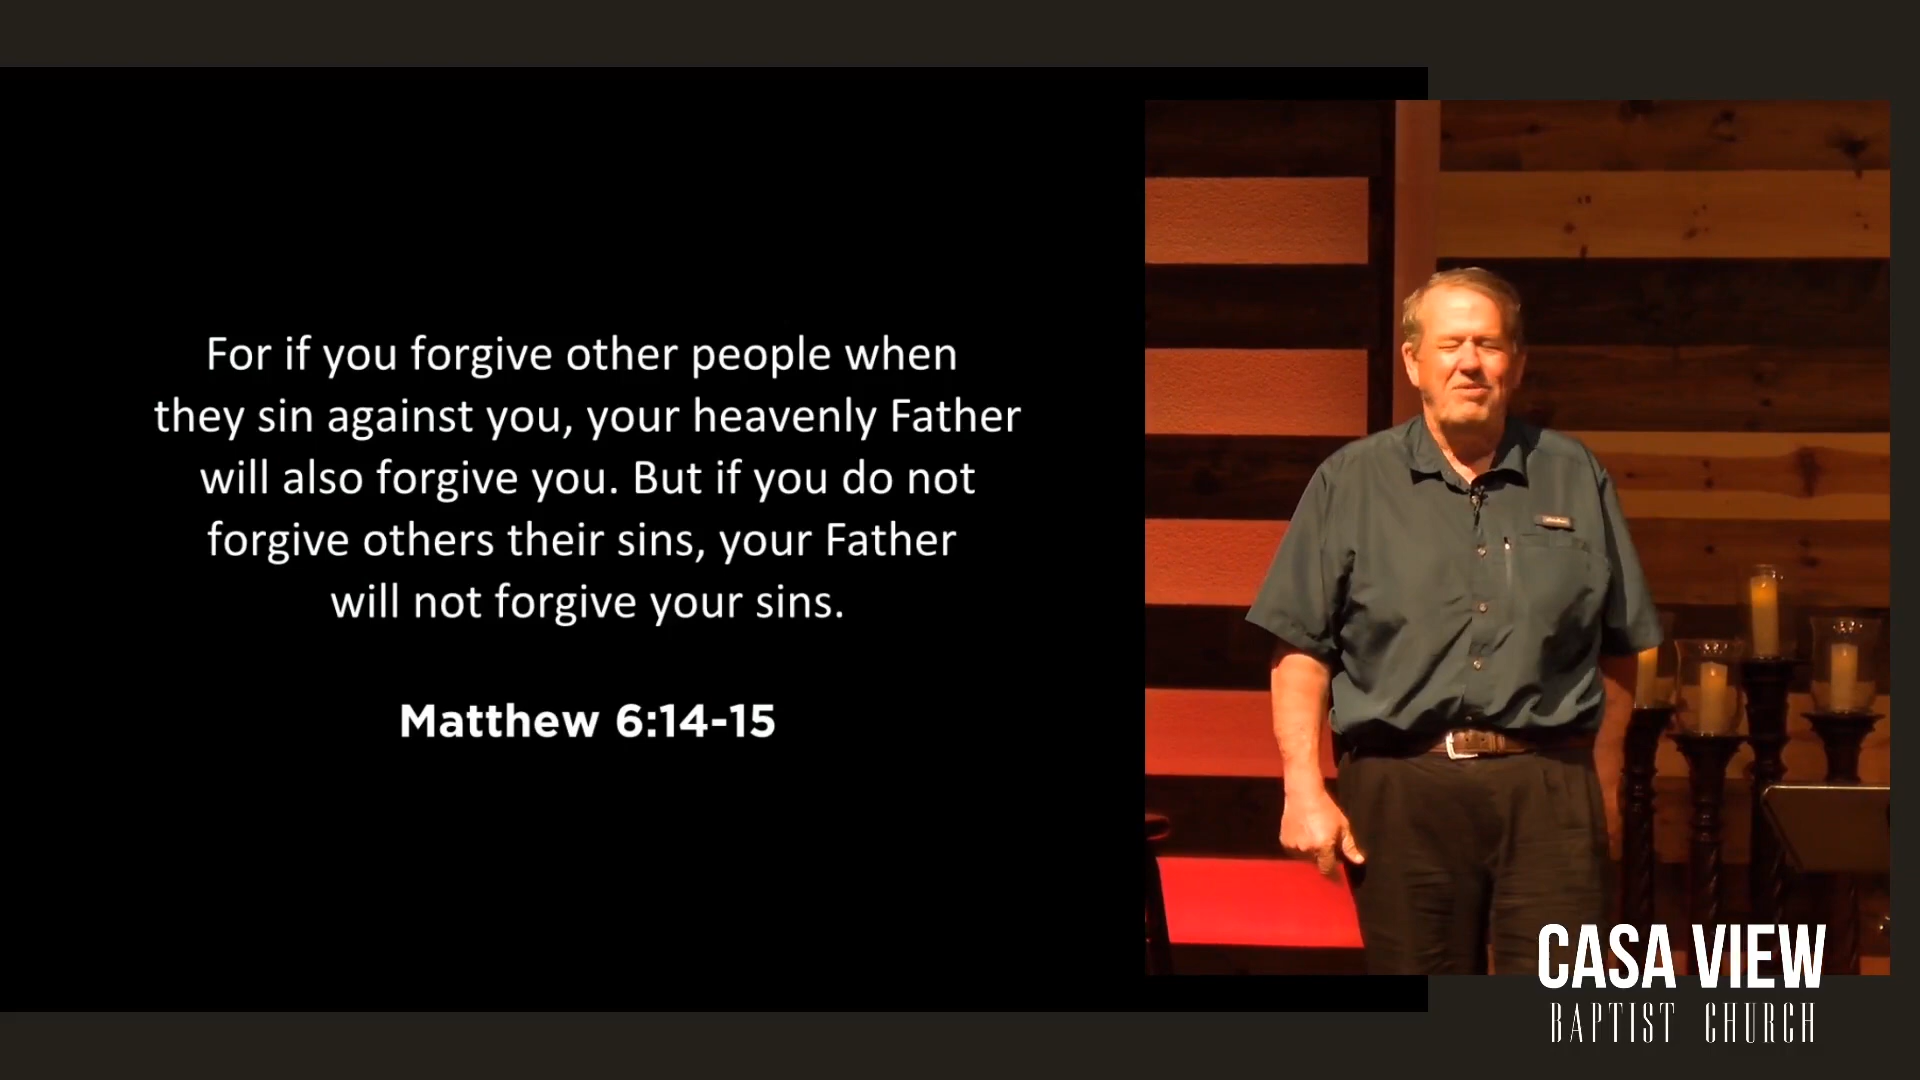 For if you forgive other people when
they sin against you, your heavenly Father
will also forgive you. But if you do not
forgive others their sins, your Father
will not forgive your sins.
Matthew 6:14-15
CASA VIEW
BAPTIST CHURCH